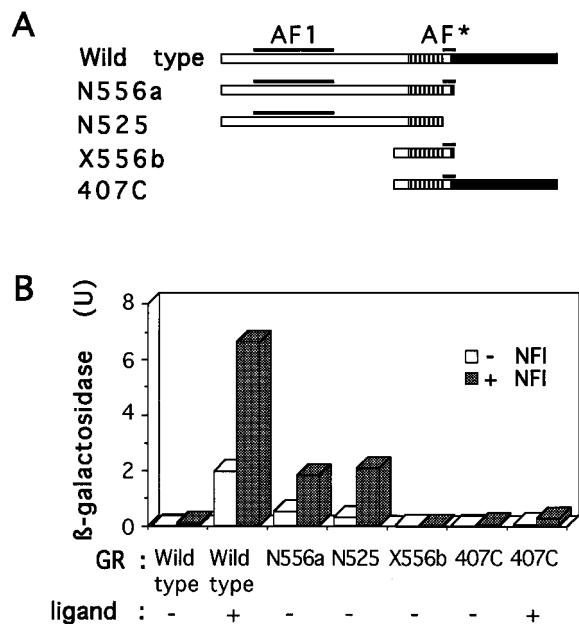 A
AF1 AF*
Wild type
N556a
N525
X556b
407C
B
ß-galactosidase (U)
8
6
4
2
0
- NFI
+ NFI
GR : Wild type Wild type N556a N525 X556b 407C 407C
ligand : - + - - - - +